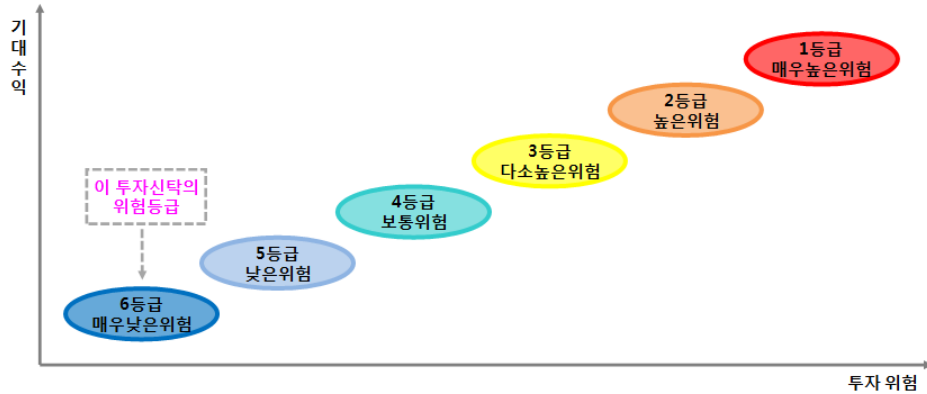 기대수익
1등급
매우높은위험
2등급
높은위험
3등급
다소높은위험
이 투자신탁의
위험등급
4등급
보통위험
5등급
낮은위험
6등급
매우낮은위험
투자 위험